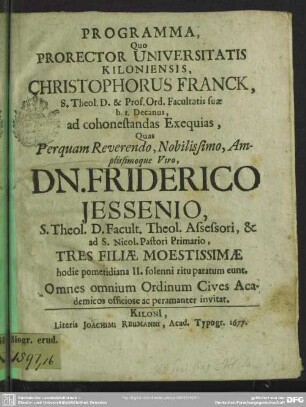 PROGRAMMA,
Quo
PRORECTOR UNIVERSITATIS
KILONIENSIS,
CHRISTOPHORUS FRANCK,
S. Theol. D. & Prof. Ord. Facultatis suæ
h. t. Decanus,
ad cohonestandas Exequias,
Quas
Perquam Reverendo, Nobilissimo, Am-
plissimoque Viro,
DN. FRIDERICO
JESSENIO,
S. Theol. D. Facult. Theol. Assessori, &
ad S. Nicol. Pastori Primario,
TRES FILIÆ MOESTISSIMÆ
hodie pomeridiana II. solenni ritu paratum eunt,
Omnes omnium Ordinum Cives Aca-
demicos officiose ac peramanter invitat.
KILONI,
Literis JOACHIMI REUMANNI, Acad. Typogr. 1677.
Biogr. erud.